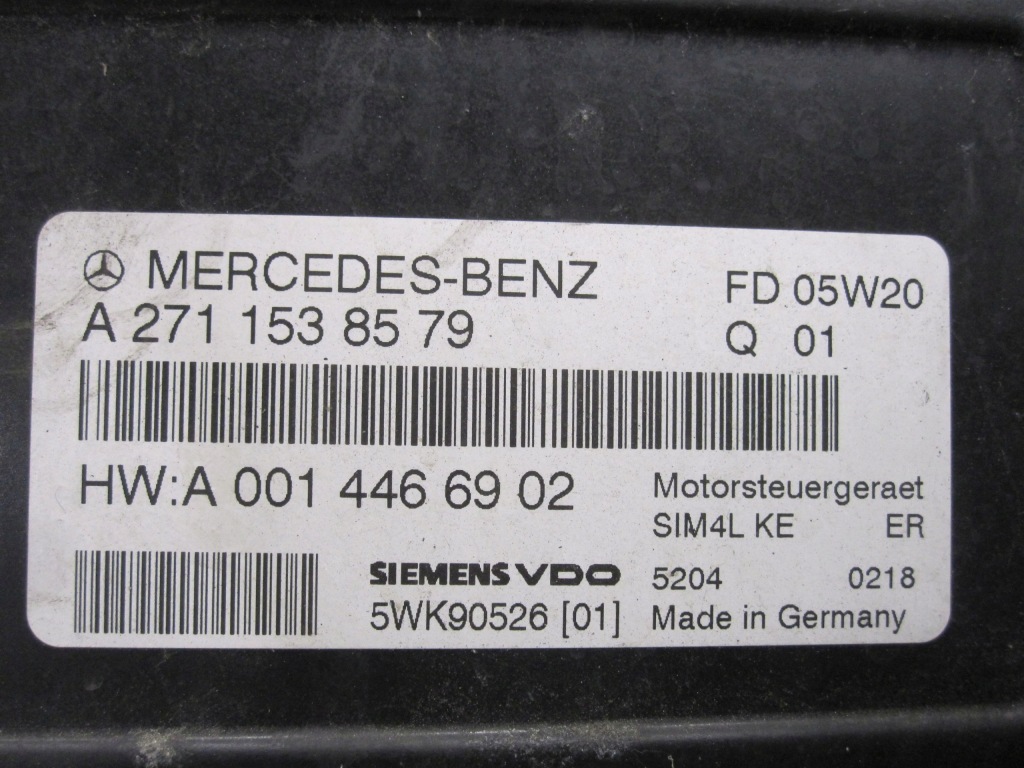 MERCEDES-BENZ FD 05W20
A 271 153 85 79 Q 01
HW:A 001 446 69 02 Motorsteuergeraet
SIM4L KE ER
SIEMENS VDO 5204 0218
5WK90526 [01] Made in Germany